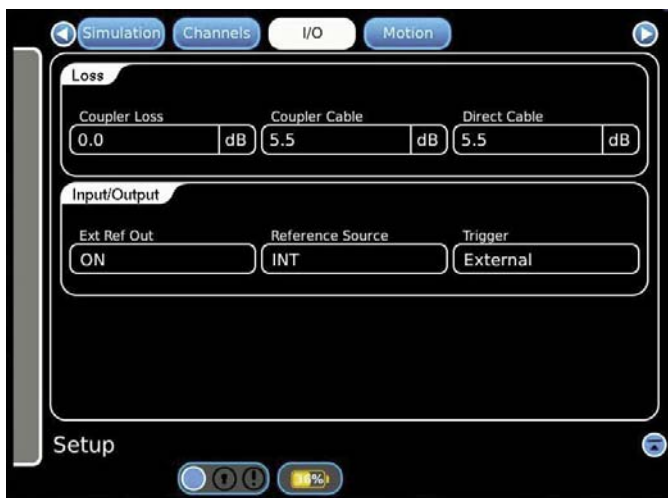 Simulation Channels I/O Motion
Loss
Coupler Loss Coupler Cable Direct Cable
0.0 dB 5.5 dB 5.5 dB
Input/Output
Ext Ref Out Reference Source Trigger
ON INT External
Setup
36%